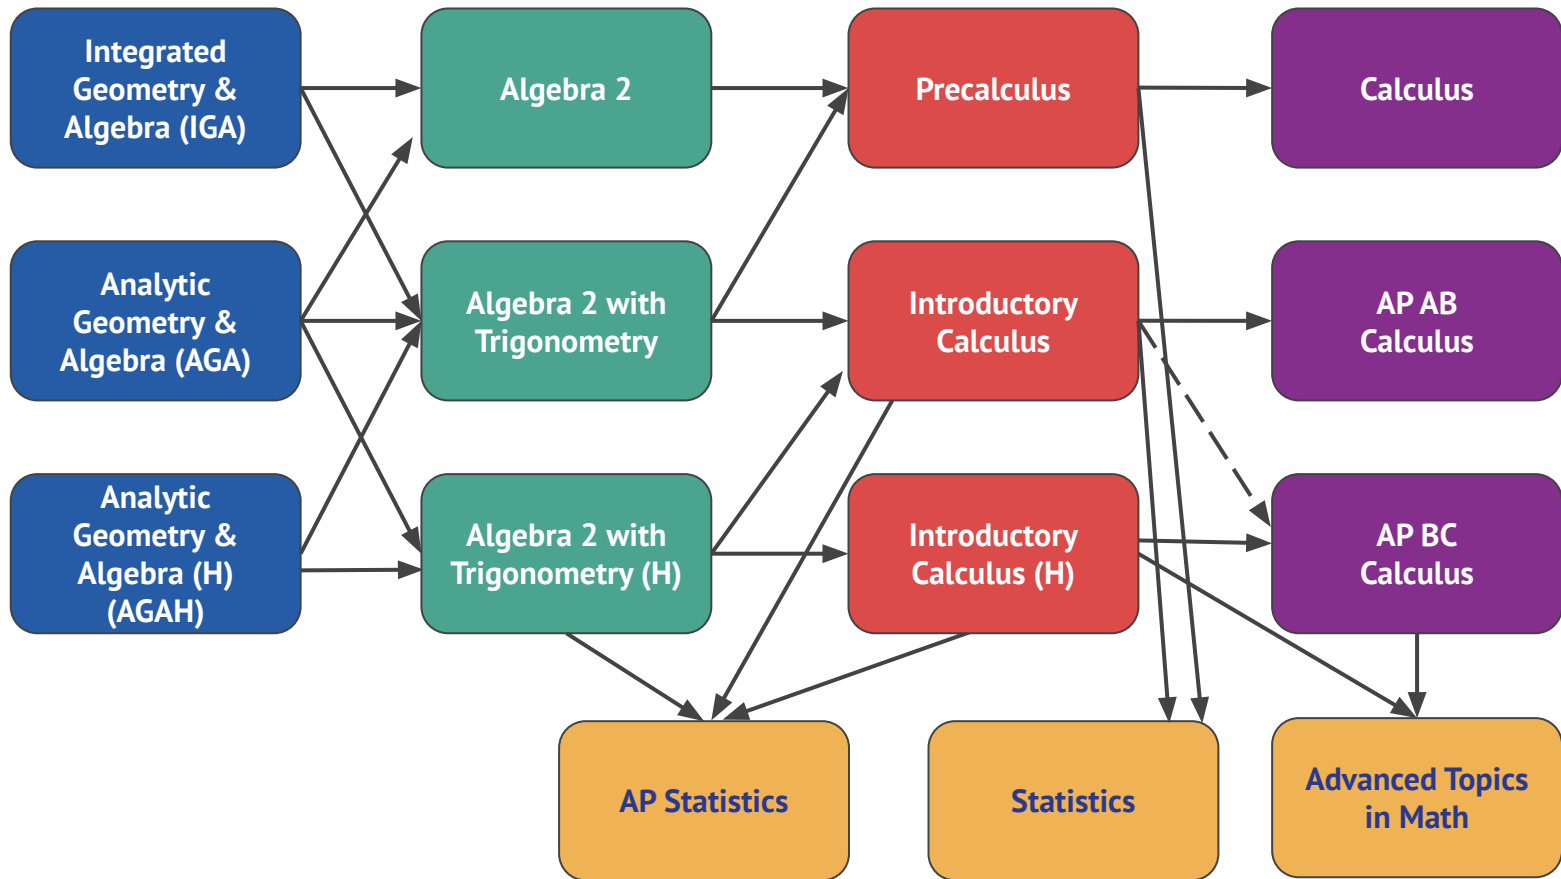 Integrated
Geometry &
Algebra (IGA)
Algebra 2
Precalculus
Calculus
Analytic
Geometry &
Algebra (AGA)
Algebra 2 with
Trigonometry
Introductory
Calculus
AP AB
Calculus
Analytic
Geometry &
Algebra (H)
(AGAH)
Algebra 2 with
Trigonometry (H)
Introductory
Calculus (H)
AP BC
Calculus
AP Statistics
Statistics
Advanced Topics
in Math